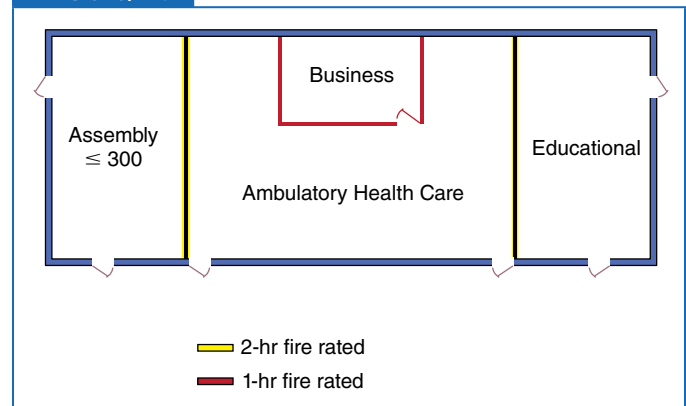 Business
Assembly
≤ 300
Educational
Ambulatory Health Care
2-hr fire rated
1-hr fire rated